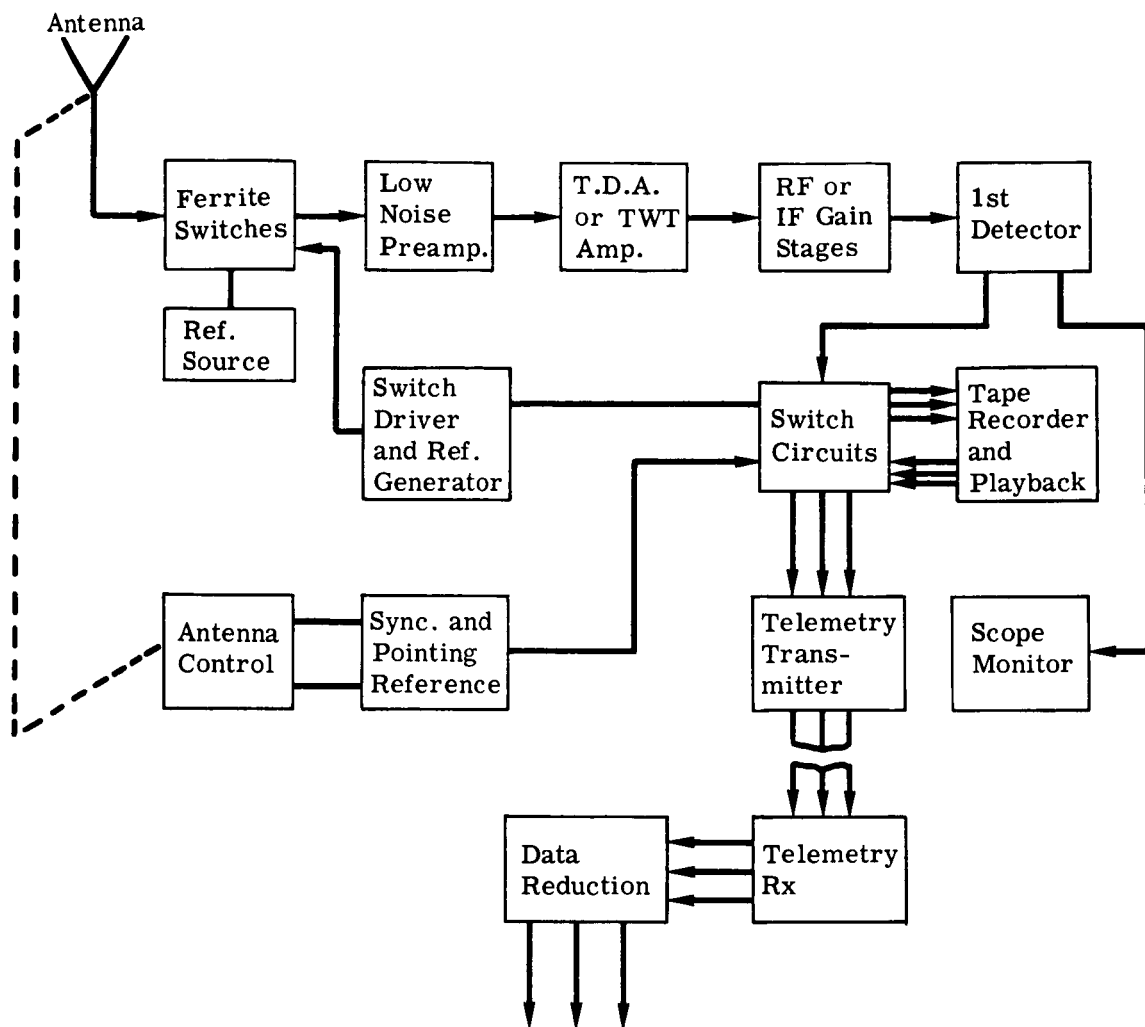 Antenna
Ferrite
Switches
Low
Noise
Preamp.
T.D.A.
or TWT
Amp.
RF or
IF Gain
Stages
1st
Detector
Ref.
Source
Switch
Driver
and Ref.
Generator
Switch
Circuits
Tape
Recorder
and
Playback
Antenna
Control
Sync. and
Pointing
Reference
Telemetry
Trans-
mitter
Scope
Monitor
Data
Reduction
Telemetry
Rx